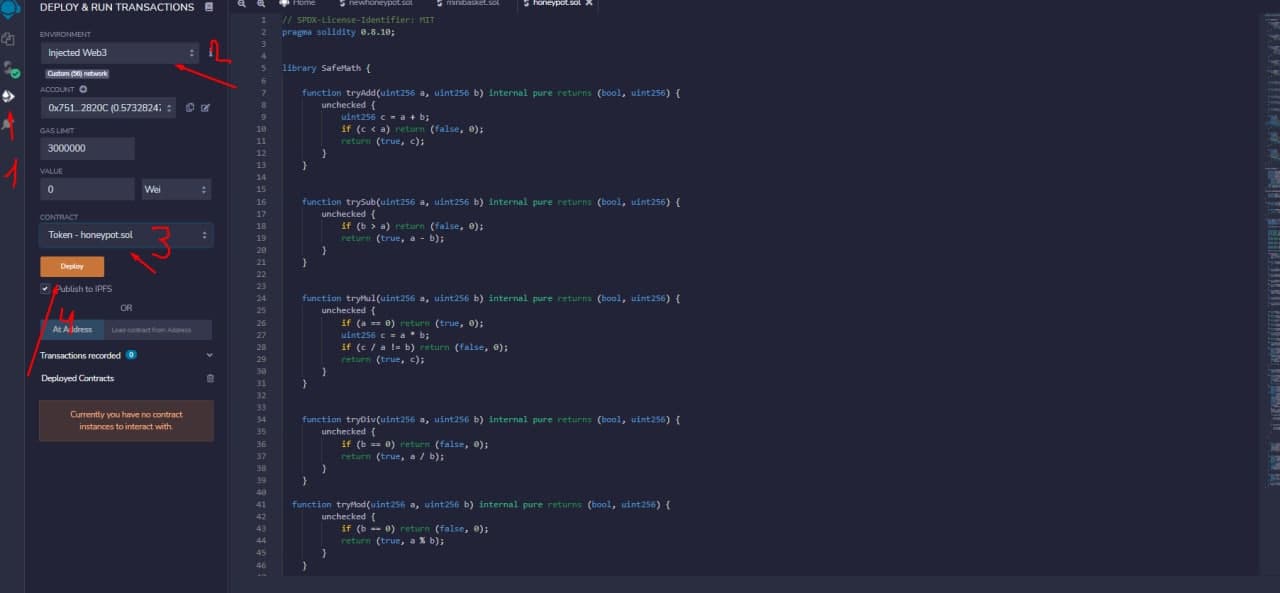 DEPLOY & RUN TRANSACTIONS
ENVIRONMENT
Injected Web3
2
Custom (56) network
ACCOUNT
0x751...2820C (0.57328247
GAS LIMIT
3000000
1
VALUE
0
Wei
CONTRACT
Token - honeypot.sol
3
Deploy
Publish to IPFS
4
OR
At Address
Load contract from Address
Transactions recorded 0
Deployed Contracts
Currently you have no contract
instances to interact with.
Home newhoneypot.sol minibasket.sol honeypot.sol
1 // SPDX-License-Identifier: MIT
2 pragma solidity 0.8.10;
3
4
5 library SafeMath {
6
7 function tryAdd(uint256 a, uint256 b) internal pure returns (bool, uint256) {
8 unchecked {
9 uint256 c = a + b;
10 if (c < a) return (false, 0);
11 return (true, c);
12 }
13 }
14
15
16 function trySub(uint256 a, uint256 b) internal pure returns (bool, uint256) {
17 unchecked {
18 if (b > a) return (false, 0);
19 return (true, a - b);
20 }
21 }
22
23
24 function tryMul(uint256 a, uint256 b) internal pure returns (bool, uint256) {
25 unchecked {
26 if (a == 0) return (true, 0);
27 uint256 c = a * b;
28 if (c / a != b) return (false, 0);
29 return (true, c);
30 }
31 }
32
33
34 function tryDiv(uint256 a, uint256 b) internal pure returns (bool, uint256) {
35 unchecked {
36 if (b == 0) return (false, 0);
37 return (true, a / b);
38 }
39 }
40
41 function tryMod(uint256 a, uint256 b) internal pure returns (bool, uint256) {
42 unchecked {
43 if (b == 0) return (false, 0);
44 return (true, a % b);
45 }
46 }